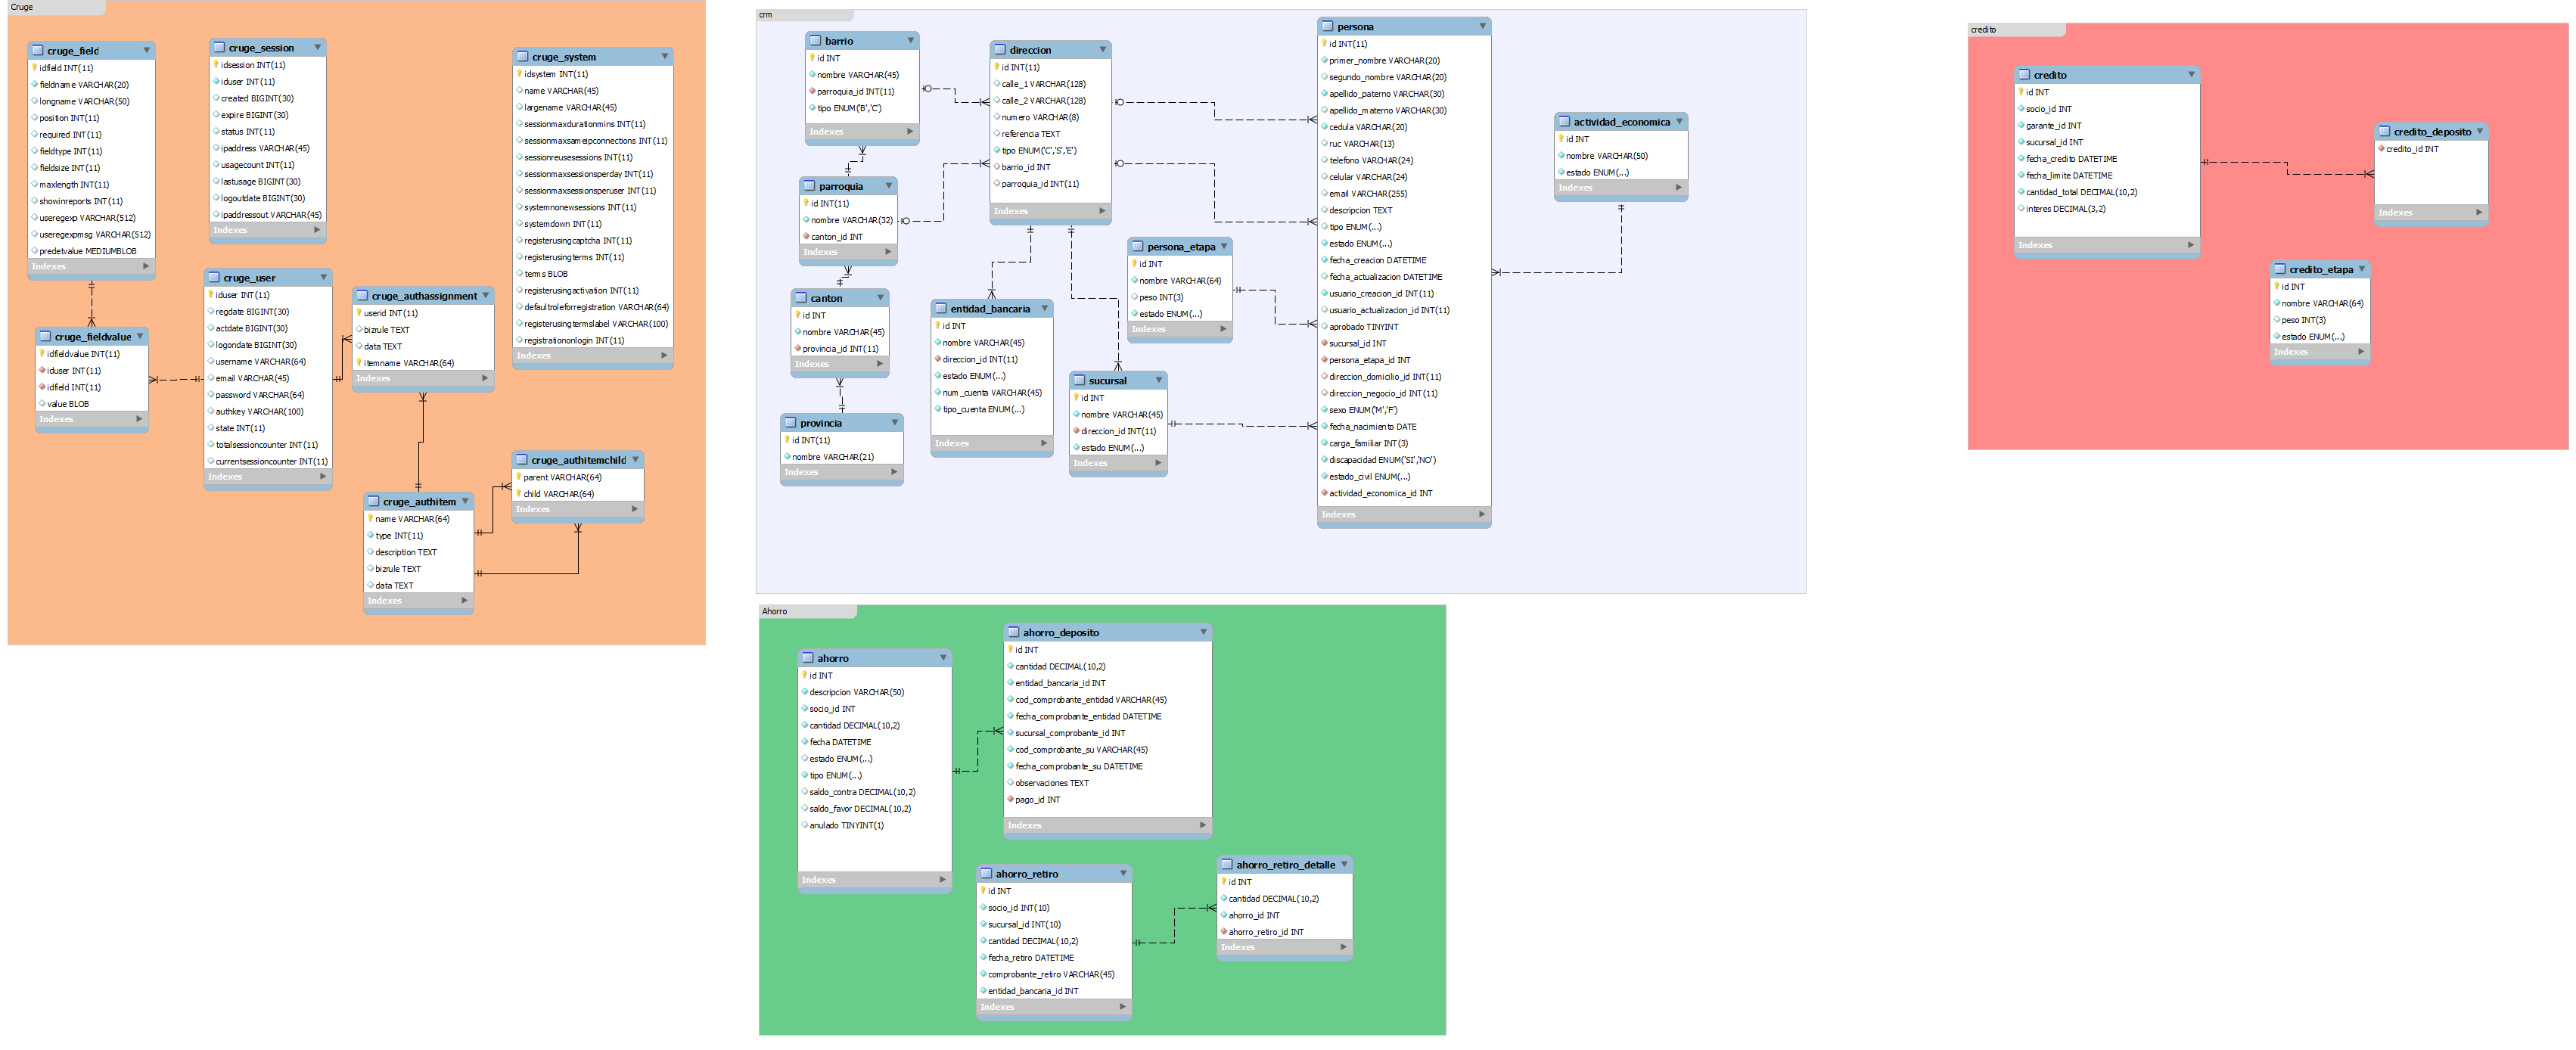 Cruge
cruge_field
idfield INT(11)
fieldname VARCHAR(20)
longname VARCHAR(50)
position INT(11)
required INT(11)
fieldtype INT(11)
fieldsize INT(11)
maxlength INT(11)
showinreports INT(11)
useregexp VARCHAR(512)
useregexpmsg VARCHAR(512)
predetvalue MEDIUMBLOB
Indexes
cruge_session
idsession INT(11)
iduser INT(11)
created BIGINT(30)
expire BIGINT(30)
status INT(11)
ipaddress VARCHAR(45)
usagecount INT(11)
lastusage BIGINT(30)
logoutdate BIGINT(30)
ipaddressout VARCHAR(45)
Indexes
cruge_system
idsystem INT(11)
name VARCHAR(45)
largename VARCHAR(45)
sessionmaxdurationmins INT(11)
sessionmaxsameipconnections INT(11)
sessionreusesessions INT(11)
sessionmaxsessionsperday INT(11)
sessionmaxsessionsperuser INT(11)
systemnonewsessions INT(11)
systemdown INT(11)
registerusingcaptcha INT(11)
registerusingterms INT(11)
terms BLOB
registerusingactivation INT(11)
defaultroleforregistration VARCHAR(64)
registerusingtermslabel VARCHAR(100)
registrationonlogin INT(11)
Indexes
cruge_user
iduser INT(11)
regdate BIGINT(30)
actdate BIGINT(30)
logondate BIGINT(30)
username VARCHAR(64)
email VARCHAR(45)
password VARCHAR(64)
authkey VARCHAR(100)
state INT(11)
totalsessioncounter INT(11)
currentsessioncounter INT(11)
Indexes
cruge_authassignment
userid INT(11)
bizrule TEXT
data TEXT
itemname VARCHAR(64)
Indexes
cruge_fieldvalue
idfieldvalue INT(11)
iduser INT(11)
idfield INT(11)
value BLOB
Indexes
cruge_authitemchild
parent VARCHAR(64)
child VARCHAR(64)
Indexes
cruge_authitem
name VARCHAR(64)
type INT(11)
description TEXT
bizrule TEXT
data TEXT
Indexes
crm
barrio
id INT
nombre VARCHAR(45)
parroquia_id INT(11)
tipo ENUM('B','C')
Indexes
direccion
id INT(11)
calle_1 VARCHAR(128)
calle_2 VARCHAR(128)
numero VARCHAR(8)
referencia TEXT
tipo ENUM('C','S','E')
barrio_id INT
parroquia_id INT(11)
Indexes
persona
id INT(11)
primer_nombre VARCHAR(20)
segundo_nombre VARCHAR(20)
apellido_paterno VARCHAR(30)
apellido_materno VARCHAR(30)
cedula VARCHAR(20)
ruc VARCHAR(13)
telefono VARCHAR(24)
celular VARCHAR(24)
email VARCHAR(255)
descripcion TEXT
tipo ENUM(...)
estado ENUM(...)
fecha_creacion DATETIME
fecha_actualizacion DATETIME
usuario_creacion_id INT(11)
usuario_actualizacion_id INT(11)
aprobado TINYINT
sucursal_id INT
persona_etapa_id INT
direccion_domicilio_id INT(11)
direccion_negocio_id INT(11)
sexo ENUM('M','F')
fecha_nacimiento DATE
carga_familiar INT(3)
discapacidad ENUM('SI','NO')
estado_civil ENUM(...)
actividad_economica_id INT
Indexes
actividad_economica
id INT
nombre VARCHAR(50)
estado ENUM(...)
Indexes
parroquia
id INT(11)
nombre VARCHAR(32)
canton_id INT
Indexes
persona_etapa
id INT
nombre VARCHAR(64)
peso INT(3)
estado ENUM(...)
Indexes
canton
id INT
nombre VARCHAR(45)
provincia_id INT(11)
Indexes
entidad_bancaria
id INT
nombre VARCHAR(45)
direccion_id INT(11)
estado ENUM(...)
num_cuenta VARCHAR(45)
tipo_cuenta ENUM(...)
Indexes
sucursal
id INT
nombre VARCHAR(45)
direccion_id INT(11)
estado ENUM(...)
Indexes
provincia
id INT(11)
nombre VARCHAR(21)
Indexes
credito
credito
id INT
socio_id INT
garante_id INT
sucursal_id INT
fecha_credito DATETIME
fecha_limite DATETIME
cantidad_total DECIMAL(10,2)
interes DECIMAL(3,2)
Indexes
credito_deposito
credito_id INT
Indexes
credito_etapa
id INT
nombre VARCHAR(64)
peso INT(3)
estado ENUM(...)
Indexes
Ahorro
ahorro
id INT
descripcion VARCHAR(50)
socio_id INT
cantidad DECIMAL(10,2)
fecha DATETIME
estado ENUM(...)
tipo ENUM(...)
saldo_contra DECIMAL(10,2)
saldo_favor DECIMAL(10,2)
anulado TINYINT(1)
Indexes
ahorro_deposito
id INT
cantidad DECIMAL(10,2)
entidad_bancaria_id INT
cod_comprobante_entidad VARCHAR(45)
fecha_comprobante_entidad DATETIME
sucursal_comprobante_id INT
cod_comprobante_su VARCHAR(45)
fecha_comprobante_su DATETIME
observaciones TEXT
pago_id INT
Indexes
ahorro_retiro
id INT
socio_id INT(10)
sucursal_id INT(10)
cantidad DECIMAL(10,2)
fecha_retiro DATETIME
comprobante_retiro VARCHAR(45)
entidad_bancaria_id INT
Indexes
ahorro_retiro_detalle
id INT
cantidad DECIMAL(10,2)
ahorro_id INT
ahorro_retiro_id INT
Indexes